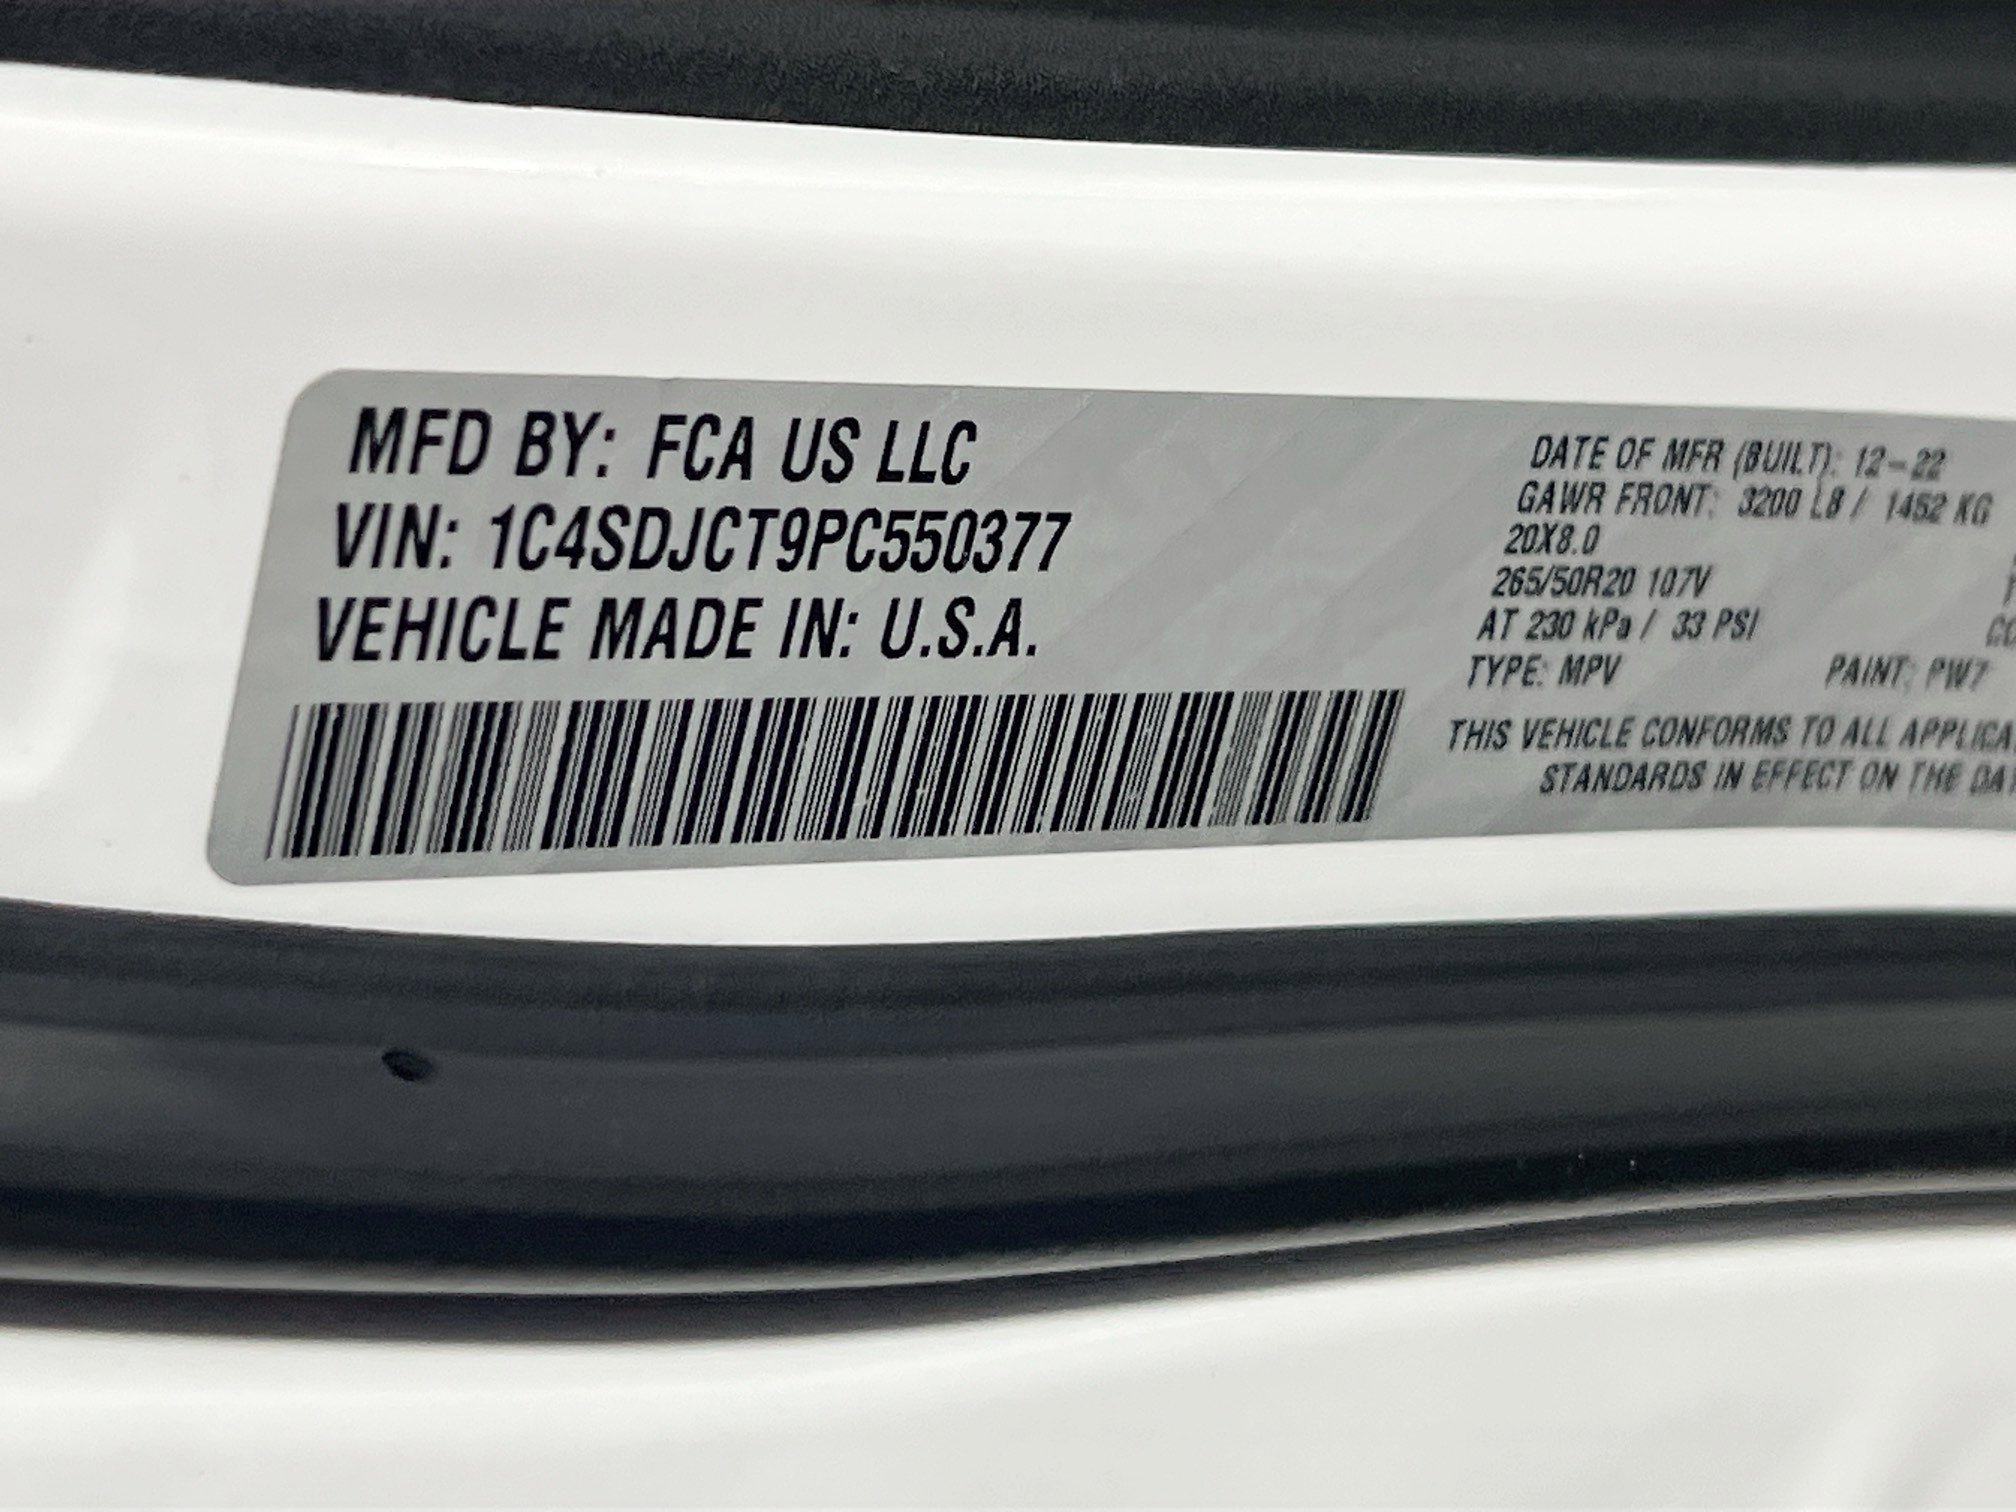 MFD BY: FCA US LLC
VIN: 1C4SDJCT9PC550377
VEHICLE MADE IN: U.S.A.
DATE OF MFR (BUILT): 12-22
GAWR FRONT: 3200 LB / 1452 KG
20X8.0
265/50R20 107V
AT 230 kPa / 33 PSI
TYPE: MPV PAINT: PW7
THIS VEHICLE CONFORMS TO ALL APPLICA
STANDARDS IN EFFECT ON THE DAT